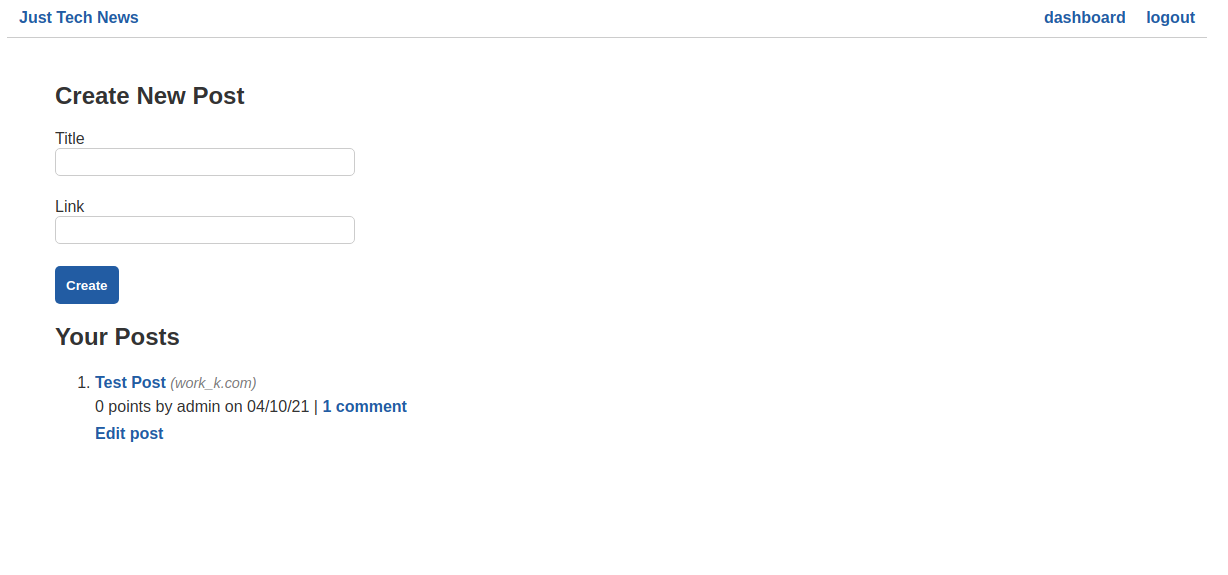 Just Tech News dashboard logout
Create New Post
Title
Link
Create
Your Posts
1. Test Post (work_k.com)
0 points by admin on 04/10/21 | 1 comment
Edit post